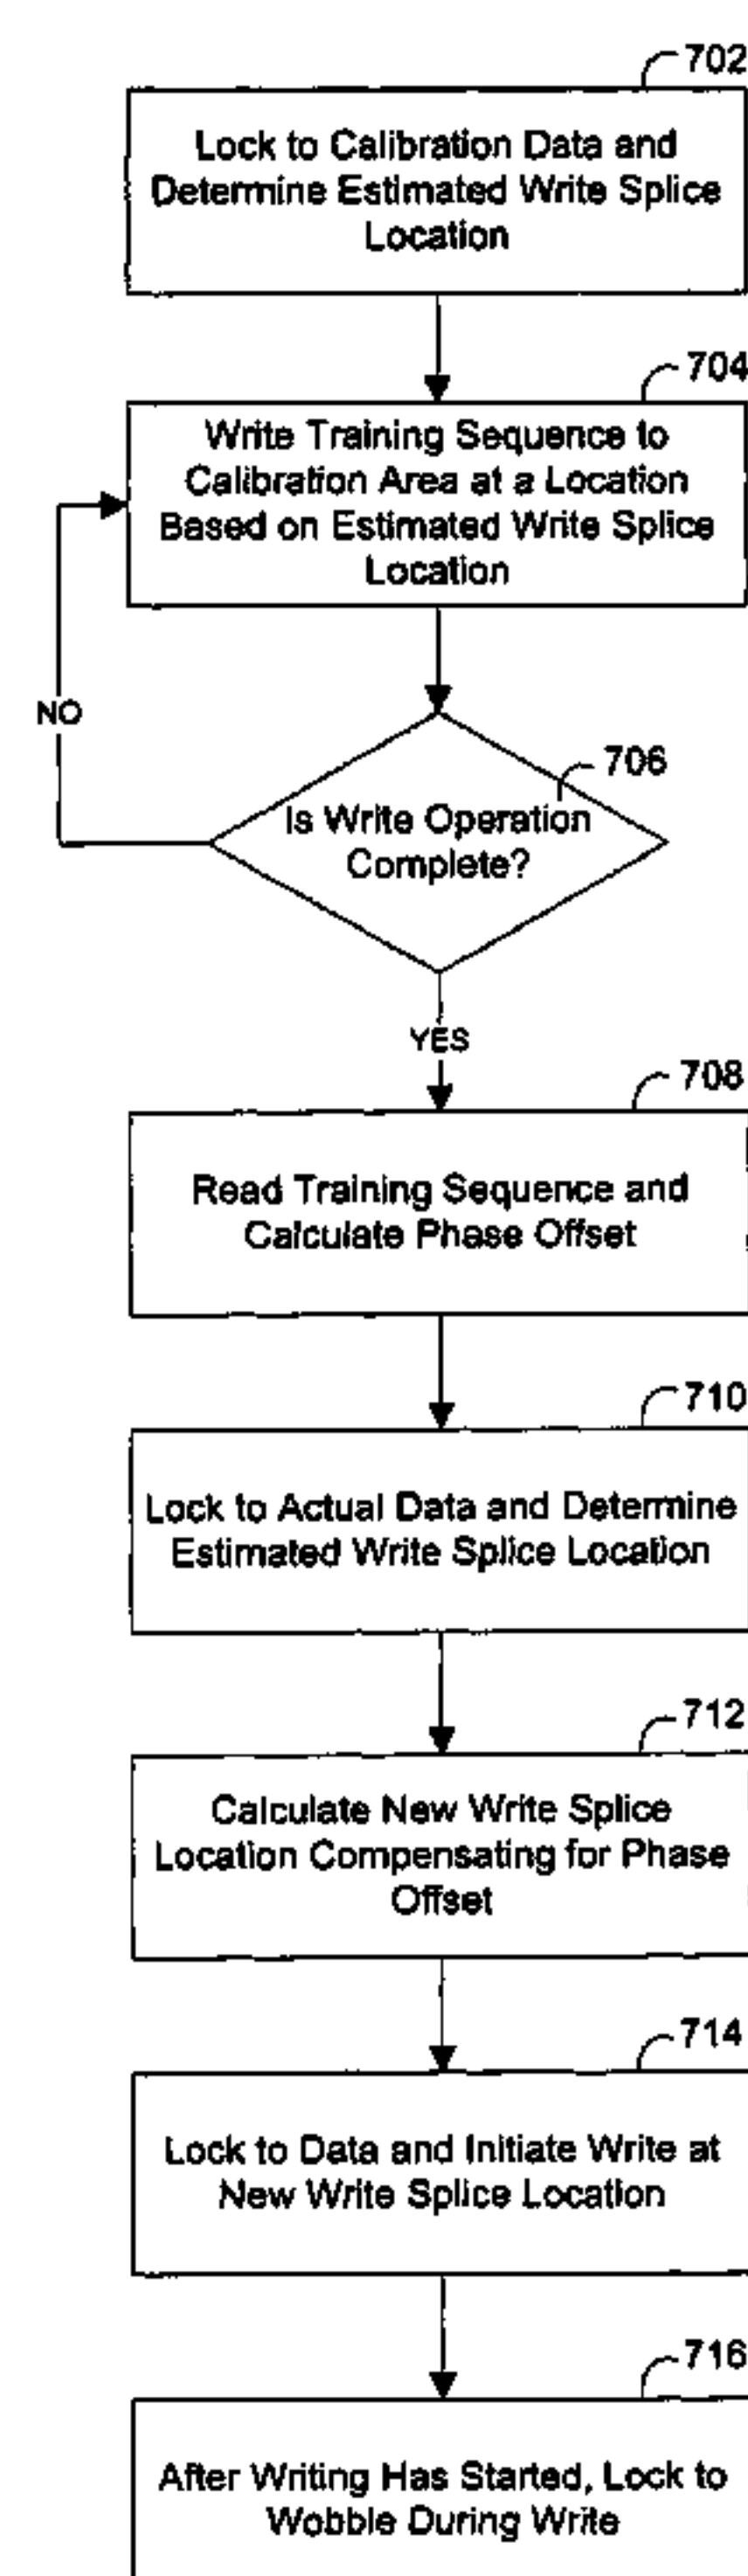 702
Lock to Calibration Data and
Determine Estimated Write Splice
Location
704
Write Training Sequence to
Calibration Area at a Location
Based on Estimated Write Splice
Location
NO
706
Is Write Operation
Complete?
YES
708
Read Training Sequence and
Calculate Phase Offset
710
Lock to Actual Data and Determine
Estimated Write Splice Location
712
Calculate New Write Splice
Location Compensating for Phase
Offset
714
Lock to Data and Initiate Write at
New Write Splice Location
716
After Writing Has Started, Lock to
Wobble During Write